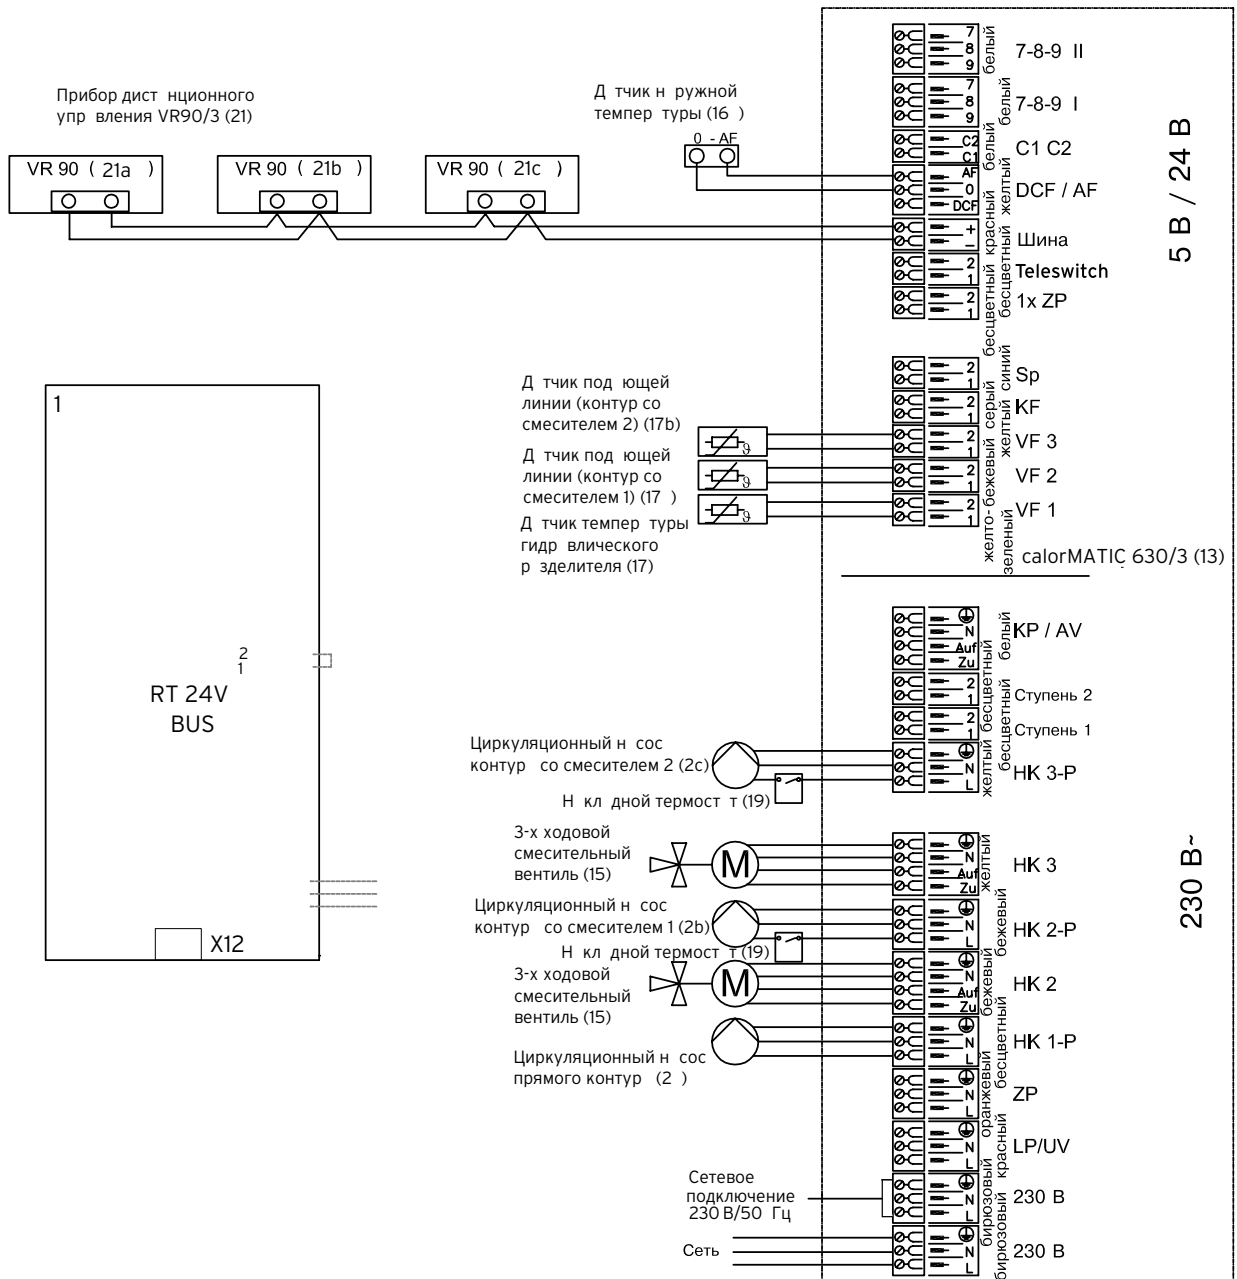 Прибор дист нционного
упр вления VR90/3 (21)
Д тчик н ружной
темпер туры (16 )
0 - AF
VR 90 ( 21a )
VR 90 ( 21b )
VR 90 ( 21c )
7
8
9
белый
7-8-9 II
7
8
9
белый
7-8-9 I
C2
C1
белый
C1 C2
AF
0
DCF
желтый
DCF / AF
+
–
красный
Шина
2
1
бесцветный
Teleswitch
2
1
бесцветный
1x ZP
5 В / 24 В
2
1
синий
Sp
2
1
серый
KF
2
1
желтый
VF 3
2
1
бежевый
VF 2
2
1
желто-
зеленый
VF 1
Д тчик под ющей
линии (контур со
смесителем 2) (17b)
Д тчик под ющей
линии (контур со
смесителем 1) (17 )
Д тчик темпер туры
гидр влического
р зделителя (17)
calorMATIC 630/3 (13)
1
2
1
RT 24V
BUS
X12
N
Auf
Zu
белый
KP / AV
2
1
бесцветный
Ступень 2
2
1
бесцветный
Ступень 1
Циркуляционный н сос
контур со смесителем 2 (2c)
N
L
желтый
HK 3-P
Н кл дной термост т (19)
3-х ходовой
смесительный
вентиль (15)
M
N
Auf
Zu
желтый
HK 3
230 В~
Циркуляционный н сос
контур со смесителем 1 (2b)
N
L
бежевый
HK 2-P
Н кл дной термост т (19)
3-х ходовой
смесительный
вентиль (15)
M
N
Auf
Zu
бежевый
HK 2
Циркуляционный н сос
прямого контур (2 )
N
L
бесцветный
HK 1-P
N
L
оранжевый
ZP
N
L
красный
LP/UV
Сетевое
подключение
230 В/50 Гц
N
L
бирюзовый
230 В
Сеть
N
L
бирюзовый
230 В